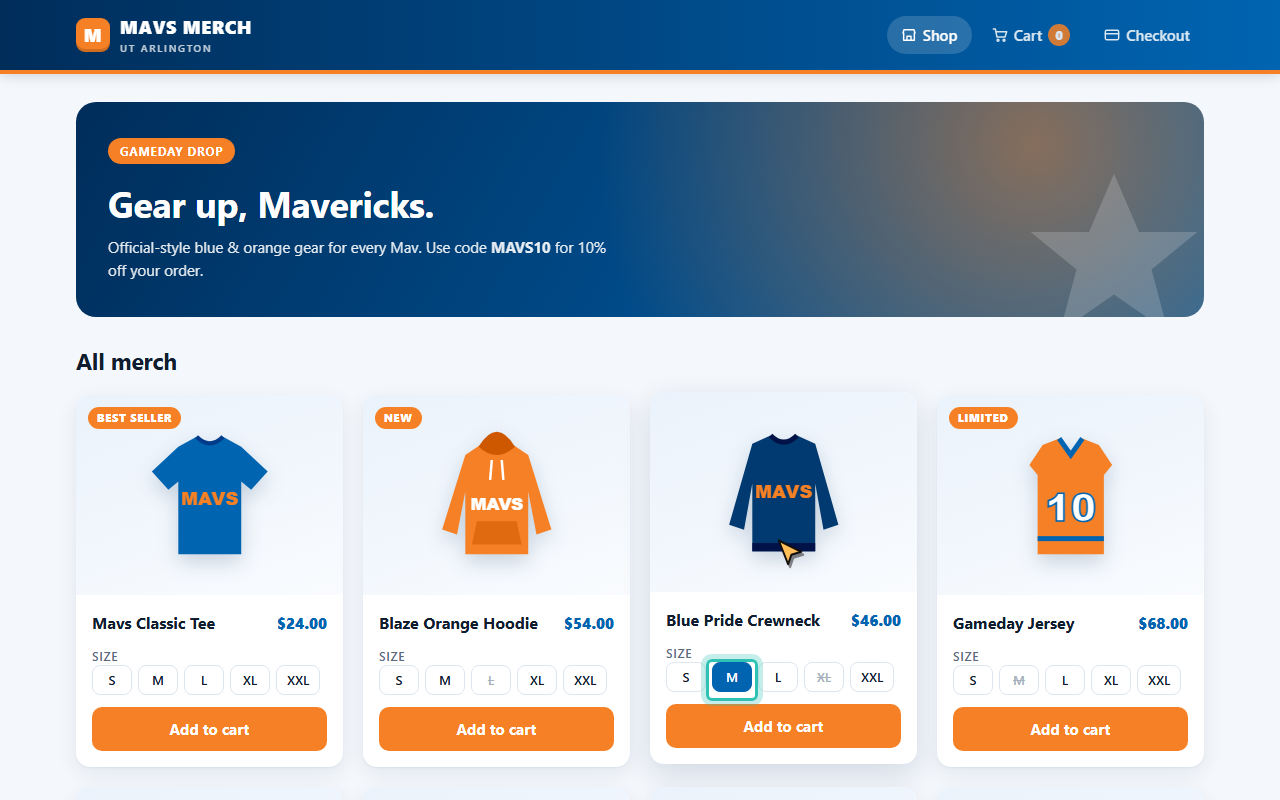 M
MAVS MERCH
UT ARLINGTON
Shop
Cart 0
Checkout
GAMEDAY DROP
Gear up, Mavericks.
Official-style blue & orange gear for every Mav. Use code MAVS10 for 10%
off your order.
All merch
BEST SELLER
MAVS
Mavs Classic Tee $24.00
SIZE
S M L XL XXL
Add to cart
NEW
MAVS
Blaze Orange Hoodie $54.00
SIZE
S M L XL XXL
Add to cart
MAVS
Blue Pride Crewneck $46.00
SIZE
S M L XL XXL
Add to cart
LIMITED
10
Gameday Jersey $68.00
SIZE
S M L XL XXL
Add to cart